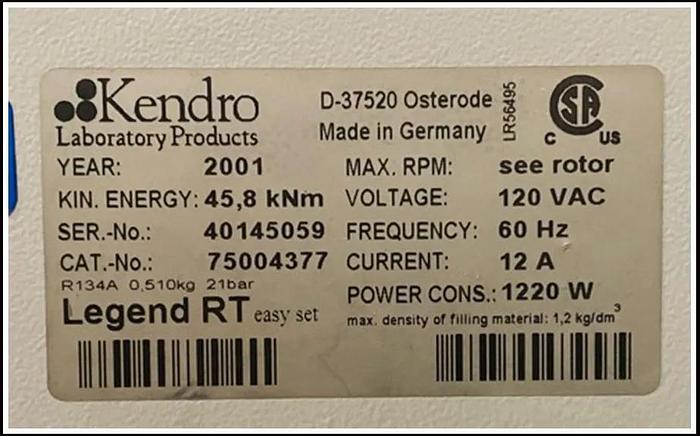 Kendro
Laboratory Products
D-37520 Osterode
Made in Germany
LR56495
CSA
C US
YEAR: 2001
KIN. ENERGY: 45,8 kNm
SER.-No.: 40145059
CAT.-No.: 75004377
R134A 0,510kg 21bar
Legend RT easy set
MAX. RPM: see rotor
VOLTAGE: 120 VAC
FREQUENCY: 60 Hz
CURRENT: 12 A
POWER CONS.: 1220 W
max. density of filling material: 1,2 kg/dm³